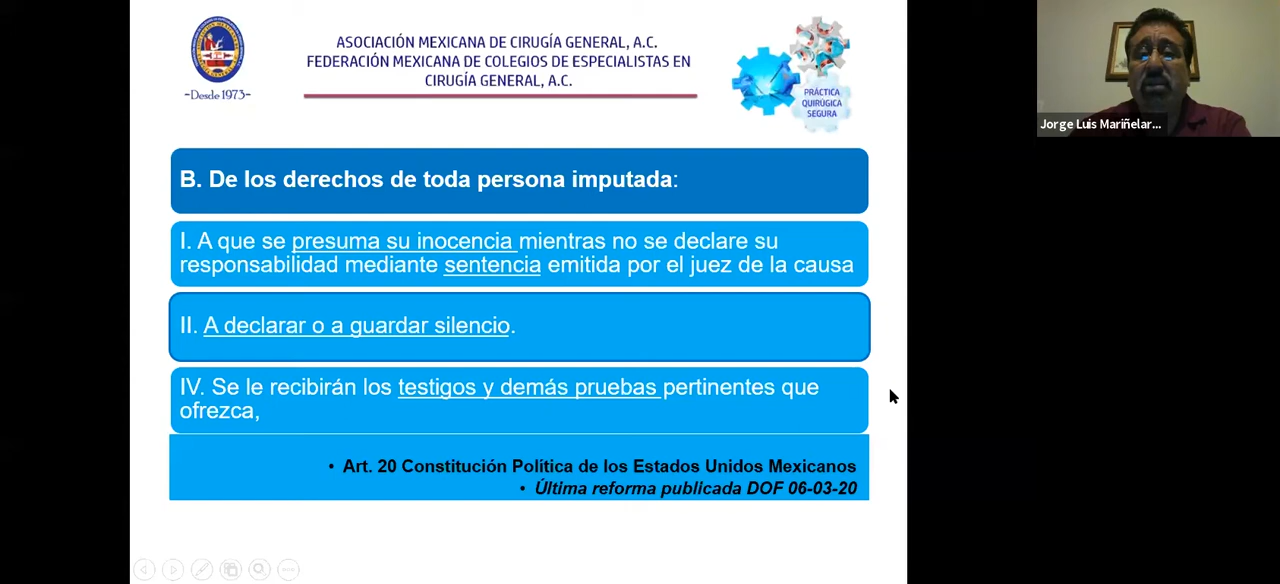 ASOCIACIÓN MEXICANA DE CIRUGÍA GENERAL, A.C.
FEDERACIÓN MEXICANA DE COLEGIOS DE ESPECIALISTAS EN
CIRUGÍA GENERAL, A.C.
~Desde 1973~
PRÁCTICA
QUIRÚGICA
SEGURA
Jorge Luis Mariñelar...
B. De los derechos de toda persona imputada:
I. A que se presuma su inocencia mientras no se declare su
responsabilidad mediante sentencia emitida por el juez de la causa
II. A declarar o a guardar silencio.
IV. Se le recibirán los testigos y demás pruebas pertinentes que
ofrezca,
• Art. 20 Constitución Política de los Estados Unidos Mexicanos
• Última reforma publicada DOF 06-03-20